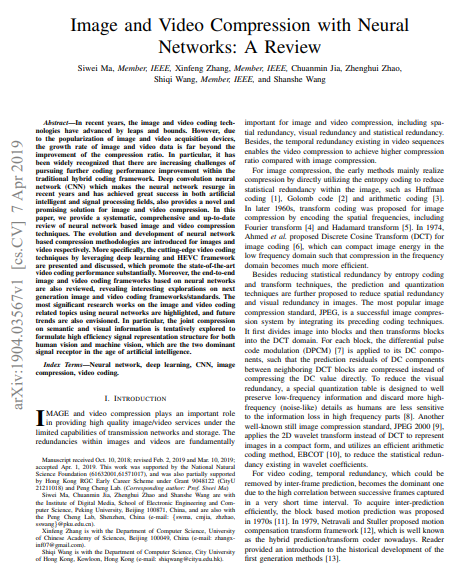 Image and Video Compression with Neural
Networks: A Review
Siwei Ma, Member, IEEE, Xinfeng Zhang, Member, IEEE, Chuanmin Jia, Zhenghui Zhao,
Shiqi Wang, Member, IEEE, and Shanshe Wang
arXiv:1904.03567v1 [cs.CV] 7 Apr 2019
Abstract—In recent years, the image and video coding tech-
nologies have advanced by leaps and bounds. However, due
to the popularization of image and video acquisition devices,
the growth rate of image and video data is far beyond the
improvement of the compression ratio. In particular, it has
been widely recognized that there are increasing challenges of
pursuing further coding performance improvement within the
traditional hybrid coding framework. Deep convolution neural
network (CNN) which makes the neural network resurge in
recent years and has achieved great success in both artificial
intelligent and signal processing fields, also provides a novel and
promising solution for image and video compression. In this
paper, we provide a systematic, comprehensive and up-to-date
review of neural network based image and video compression
techniques. The evolution and development of neural network
based compression methodologies are introduced for images and
video respectively. More specifically, the cutting-edge video coding
techniques by leveraging deep learning and HEVC framework
are presented and discussed, which promote the state-of-the-art
video coding performance substantially. Moreover, the end-to-end
image and video coding frameworks based on neural networks
are also reviewed, revealing interesting explorations on next
generation image and video coding frameworks/standards. The
most significant research works on the image and video coding
related topics using neural networks are highlighted, and future
trends are also envisioned. In particular, the joint compression
on semantic and visual information is tentatively explored to
formulate high efficiency signal representation structure for both
human vision and machine vision, which are the two dominant
signal receptor in the age of artificial intelligence.
Index Terms—Neural network, deep learning, CNN, image
compression, video coding.
I. INTRODUCTION
IMAGE and video compression plays an important role
in providing high quality image/video services under the
limited capabilities of transmission networks and storage. The
redundancies within images and videos are fundamentally
Manuscript received Oct. 10, 2018; revised Feb. 2, 2019 and Mar. 10, 2019;
accepted Apr. 1, 2019. This work was supported by the National Natural
Science Foundation (61632001,61571017), and was also partially supported
by Hong Kong RGC Early Career Scheme under Grant 9048122 (CityU
21211018) and Peng Cheng Lab. (Corresponding author: Prof. Siwei Ma)
Siwei Ma, Chuanmin Jia, Zhenghui Zhao and Shanshe Wang are with
the Institute of Digital Media, School of Electronic Engineering and Com-
puter Science, Peking University, Beijing 100871, China, and are also with
the Peng Cheng Lab, Shenzhen, China, (e-mail: {swma, cmjia, zhzhao,
sswang}@pku.edu.cn).
Xinfeng Zhang is with the Department of Computer Science, University
of Chinese Academy of Sciences, Beijing 100049, China (e-mail: zhangx-
inf07@gmail.com).
Shiqi Wang is with the Department of Computer Science, City University
of Hong Kong, Kowloon, Hong Kong (e-mail: shiqwang@cityu.edu.hk).
important for image and video compression, including spa-
tial redundancy, visual redundancy and statistical redundancy.
Besides, the temporal redundancy existing in video sequences
enables the video compression to achieve higher compression
ratio compared with image compression.
For image compression, the early methods mainly realize
compression by directly utilizing the entropy coding to reduce
statistical redundancy within the image, such as Huffman
coding [1], Golomb code [2] and arithmetic coding [3].
In later 1960s, transform coding was proposed for image
compression by encoding the spatial frequencies, including
Fourier transform [4] and Hadamard transform [5]. In 1974,
Ahmed et al. proposed Discrete Cosine Transform (DCT) for
image coding [6], which can compact image energy in the
low frequency domain such that compression in the frequency
domain becomes much more efficient.
Besides reducing statistical redundancy by entropy coding
and transform techniques, the prediction and quantization
techniques are further proposed to reduce spatial redundancy
and visual redundancy in images. The most popular image
compression standard, JPEG, is a successful image compres-
sion system by integrating its preceding coding techniques.
It first divides image into blocks and then transforms blocks
into the DCT domain. For each block, the differential pulse
code modulation (DPCM) [7] is applied to its DC compo-
nents, such that the prediction residuals of DC components
between neighboring DCT blocks are compressed instead of
compressing the DC value directly. To reduce the visual
redundancy, a special quantization table is designed to well
preserve low-frequency information and discard more high-
frequency (noise-like) details as humans are less sensitive
to the information loss in high frequency parts [8]. Another
well-known still image compression standard, JPEG 2000 [9],
applies the 2D wavelet transform instead of DCT to represent
images in a compact form, and utilizes an efficient arithmetic
coding method, EBCOT [10], to reduce the statistical redun-
dancy existing in wavelet coefficients.
For video coding, temporal redundancy, which could be
removed by inter-frame prediction, becomes the dominant one
due to the high correlation between successive frames captured
in a very short time interval. To acquire inter-prediction
efficiently, the block based motion prediction was proposed
in 1970s [11]. In 1979, Netravali and Stuller proposed motion
compensation transform framework [12], which is well known
as the hybrid prediction/transform coder nowadays. Reader
provided an introduction to the historical development of the
first generation methods [13].